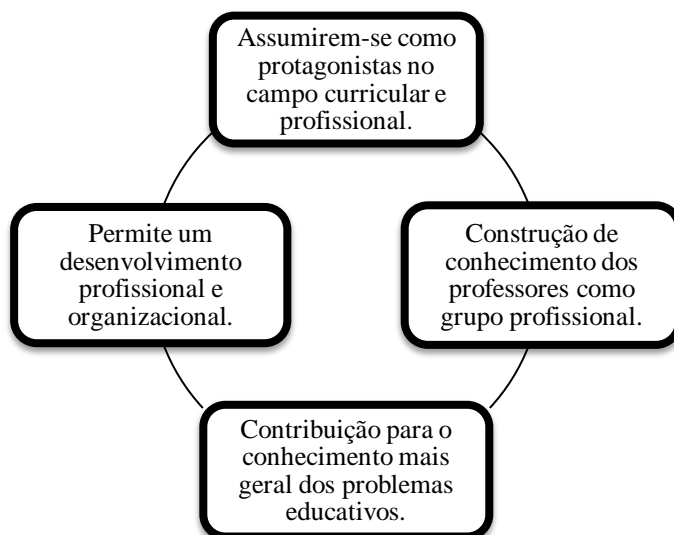 Assumirem-se como
protagonistas no
campo curricular e
profissional.
Permite um
desenvolvimento
profissional e
organizacional.
Construção de
conhecimento dos
professores como
grupo profissional.
Contribuição para o
conhecimento mais
geral dos problemas
educativos.